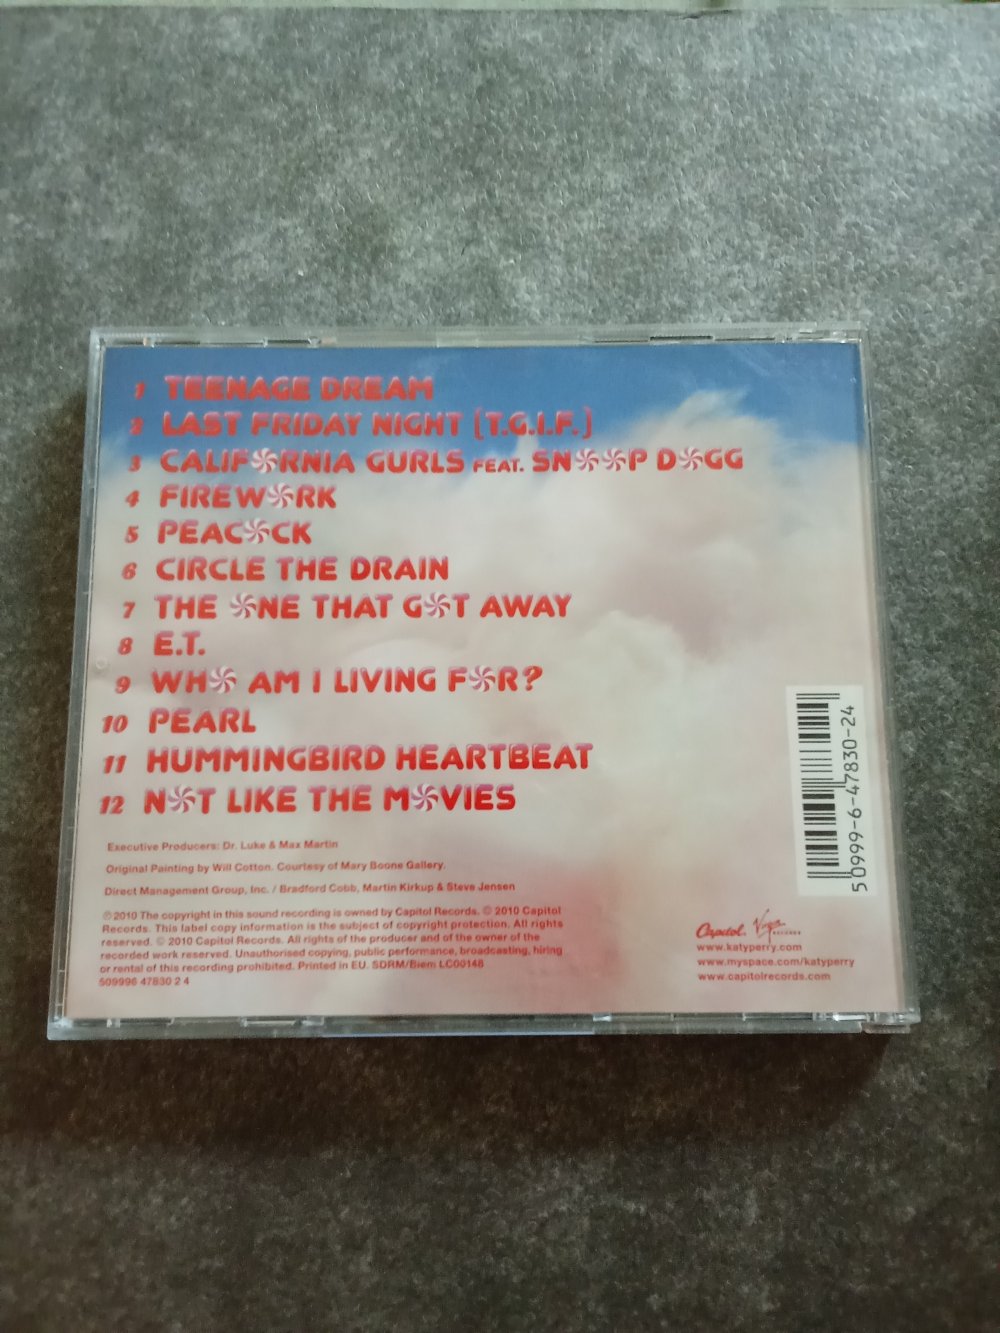 1 TEENAGE DREAM
2 LAST FRIDAY NIGHT (T.G.I.F.)
3 CALIFORNIA GURLS FEAT. SNOOP DOGG
4 FIREWORK
5 PEACOCK
6 CIRCLE THE DRAIN
7 THE ONE THAT GOT AWAY
8 E.T.
9 WHO AM I LIVING FOR?
10 PEARL
11 HUMMINGBIRD HEARTBEAT
12 NOT LIKE THE MOVIES
Executive Producers: Dr. Luke & Max Martin
Original Painting by Will Cotton. Courtesy of Mary Boone Gallery.
Direct Management Group, Inc. / Bradford Cobb, Martin Kirkup & Steve Jensen
℗2010 The copyright in this sound recording is owned by Capitol Records. © 2010 Capitol
Records. This label copy information is the subject of copyright protection. All rights
reserved. © 2010 Capitol Records. All rights of the producer and of the owner of the
recorded work reserved. Unauthorised copying, public performance, broadcasting, hiring
or rental of this recording prohibited. Printed in EU. SDRM/Biem LC00148
509996 47830 2 4
Capitol. Virgin RECORDS
www.katyperry.com
www.myspace.com/katyperry
www.capitolrecords.com
5 0999-6-47830-24